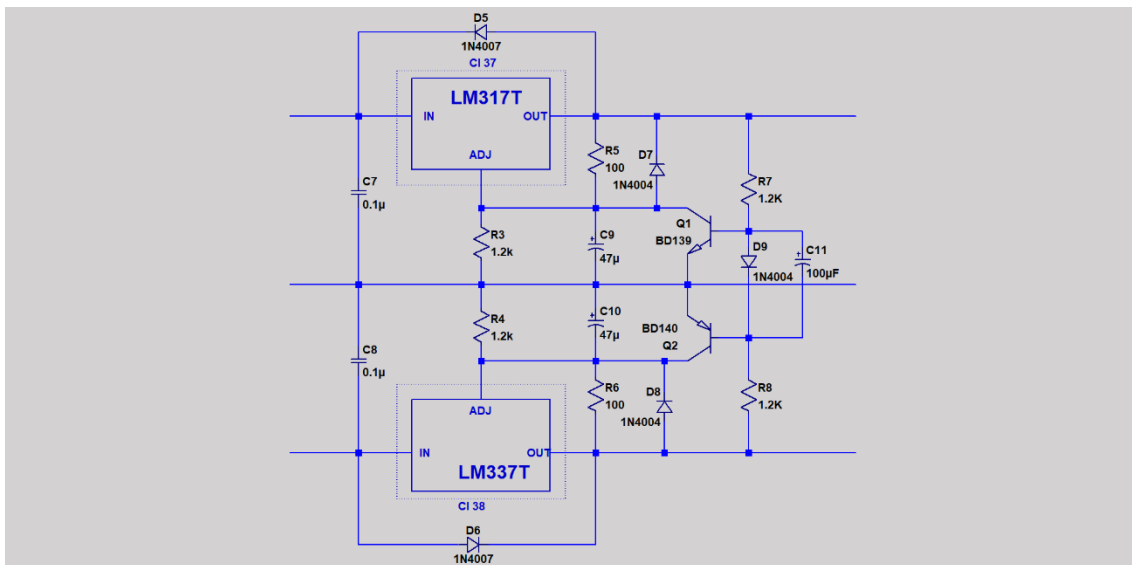 D5
1N4007
CI 37
LM317T
IN
OUT
ADJ
R5
100
D7
1N4004
R7
1.2K
C7
0.1µ
R3
1.2k
C9
47µ
Q1
BD139
D9
1N4004
C11
100µF
R4
1.2k
C10
47µ
BD140
Q2
C8
0.1µ
R6
100
D8
1N4004
R8
1.2K
ADJ
IN
OUT
LM337T
CI 38
D6
1N4007